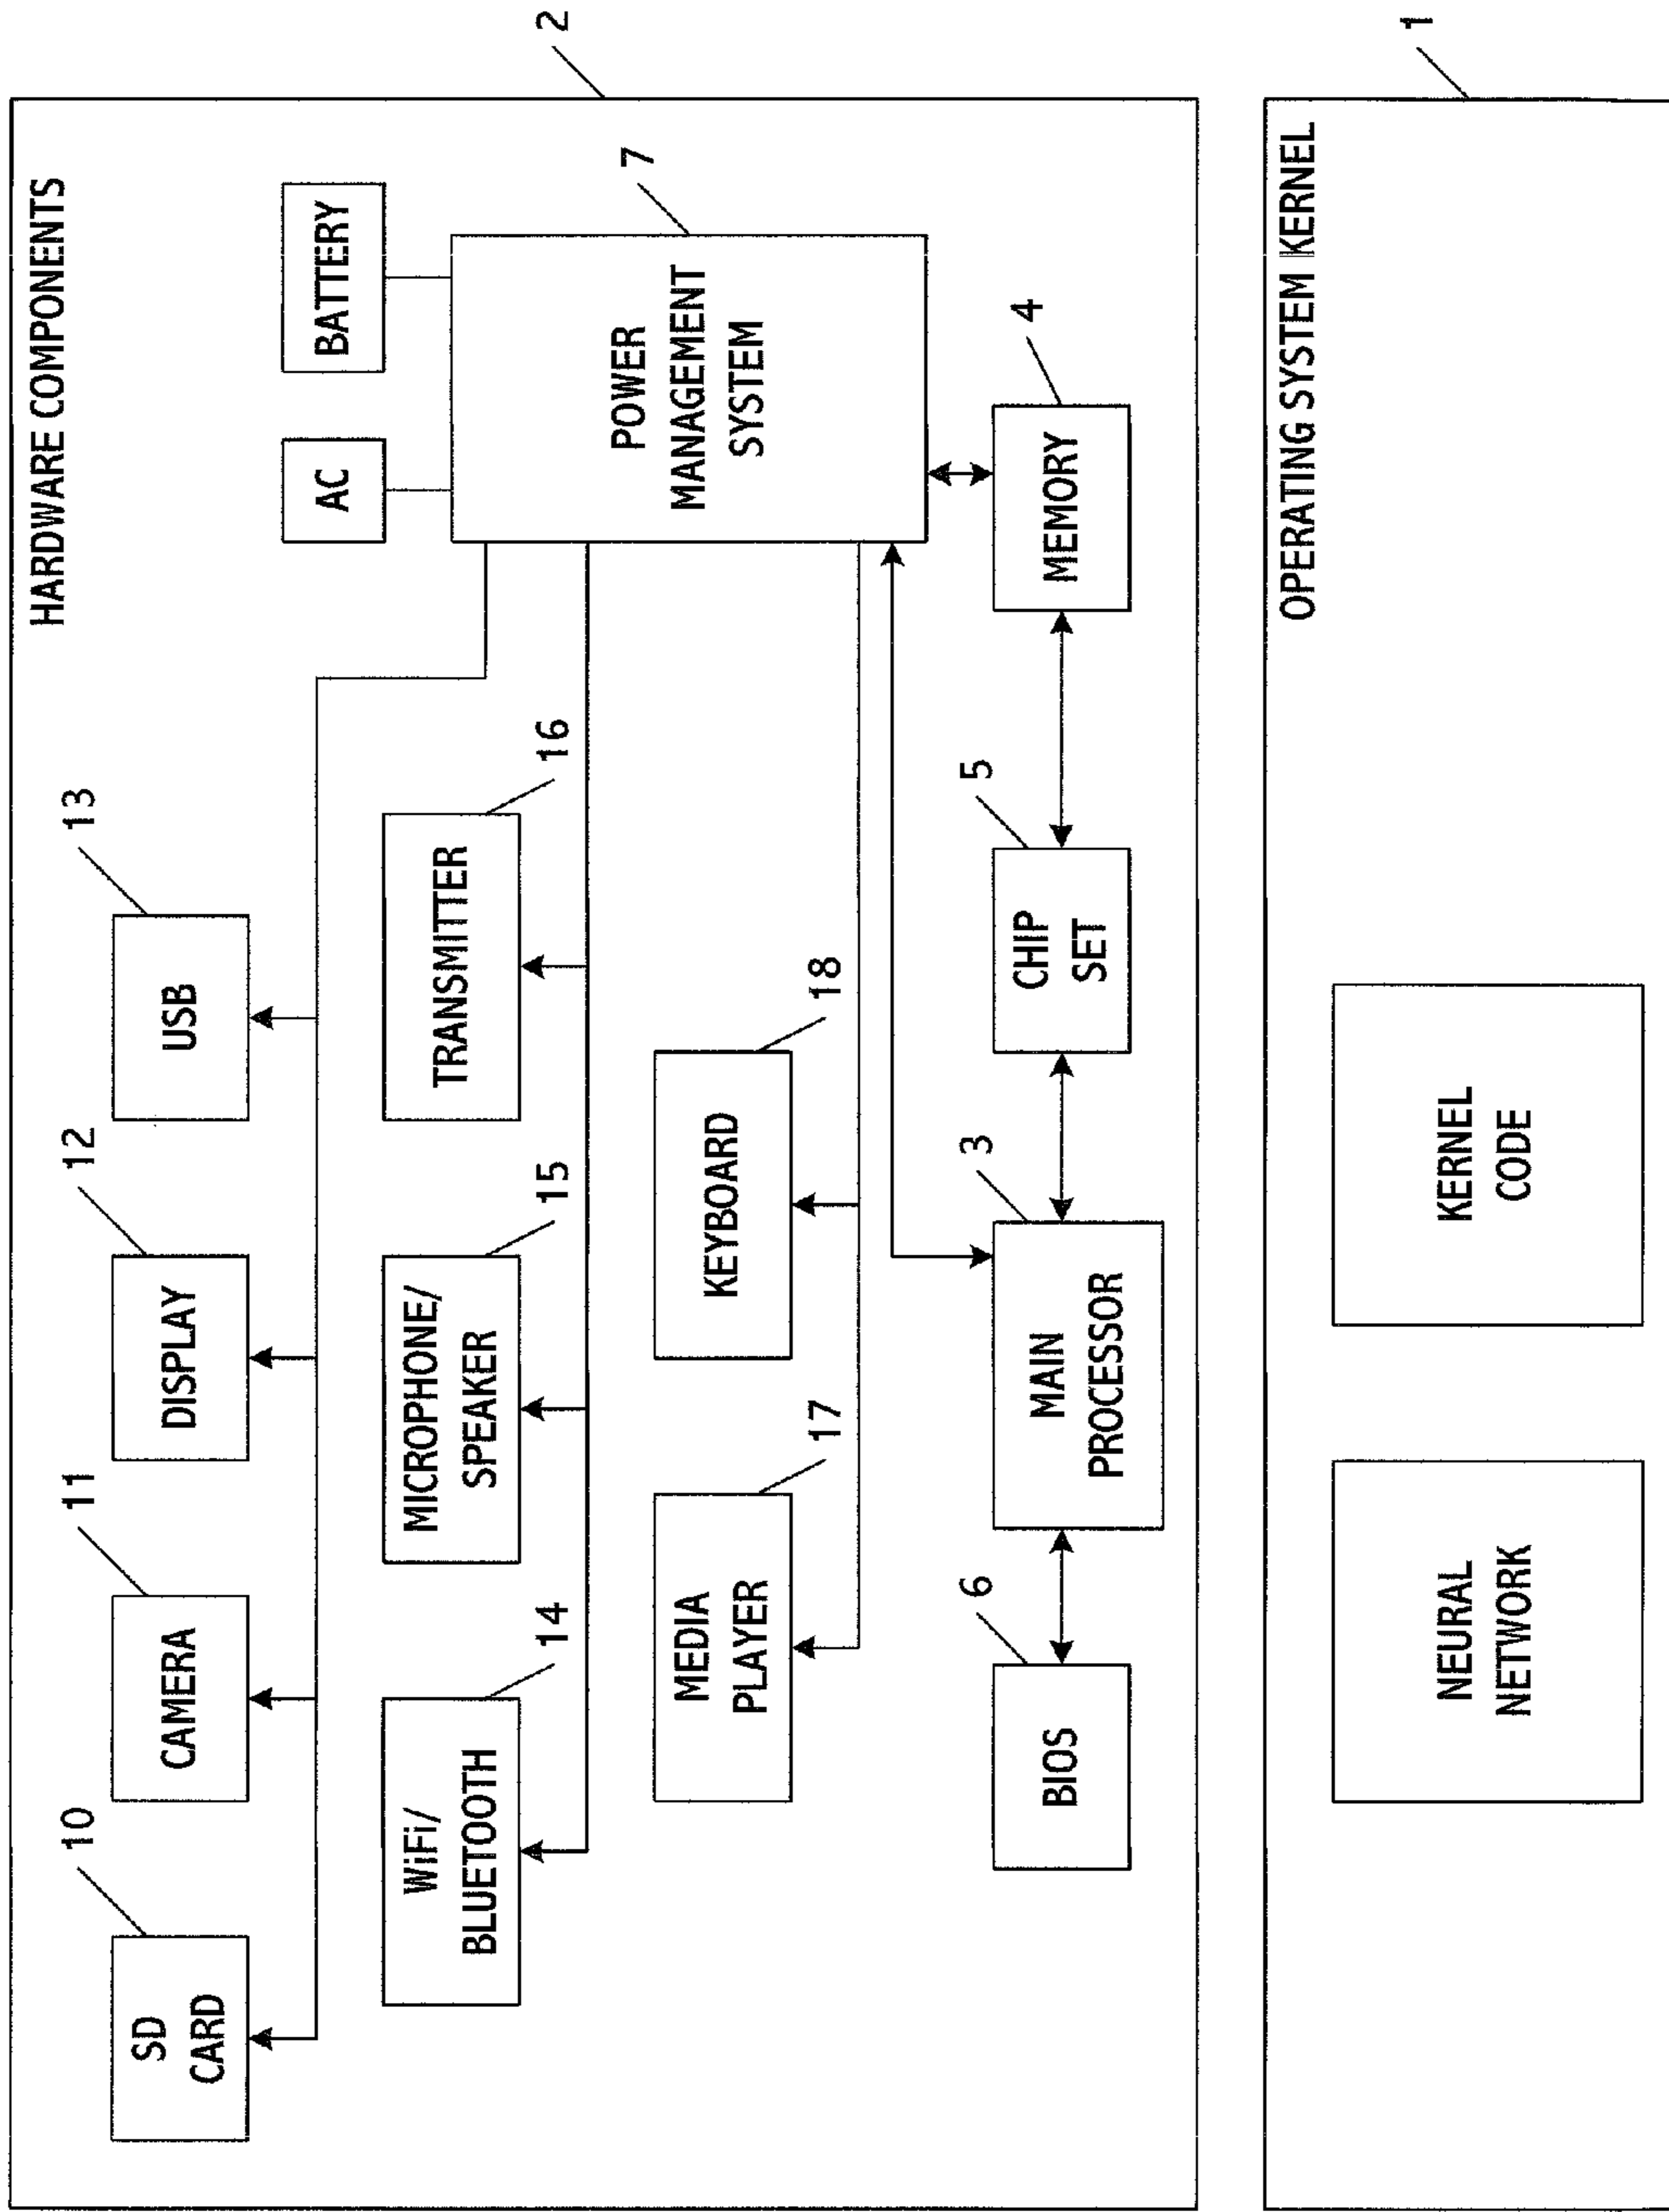 HARDWARE COMPONENTS
2
10
11
12
13
SD
CARD
CAMERA
DISPLAY
USB
AC
BATTERY
14
15
16
7
WiFi/
BLUETOOTH
MICROPHONE/
SPEAKER
TRANSMITTER
POWER
MANAGEMENT
SYSTEM
17
18
MEDIA
PLAYER
KEYBOARD
6
3
5
4
BIOS
MAIN
PROCESSOR
CHIP
SET
MEMORY
OPERATING SYSTEM KERNEL
1
NEURAL
NETWORK
KERNEL
CODE